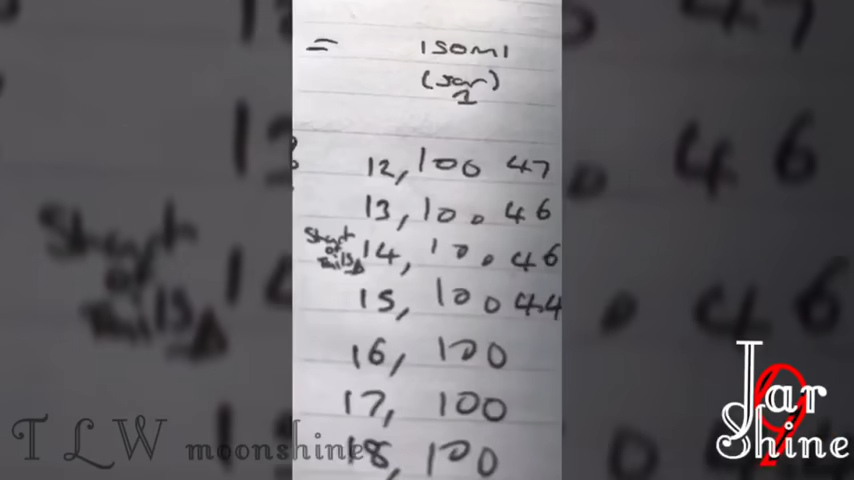 = 150ml
(Jar)
1
12, 100 47
13, 100 46
Start of tails → 14, 100 46
15, 100 44
16, 100
17, 100
18, 100
T L W moonshine
Jar 9 Shine